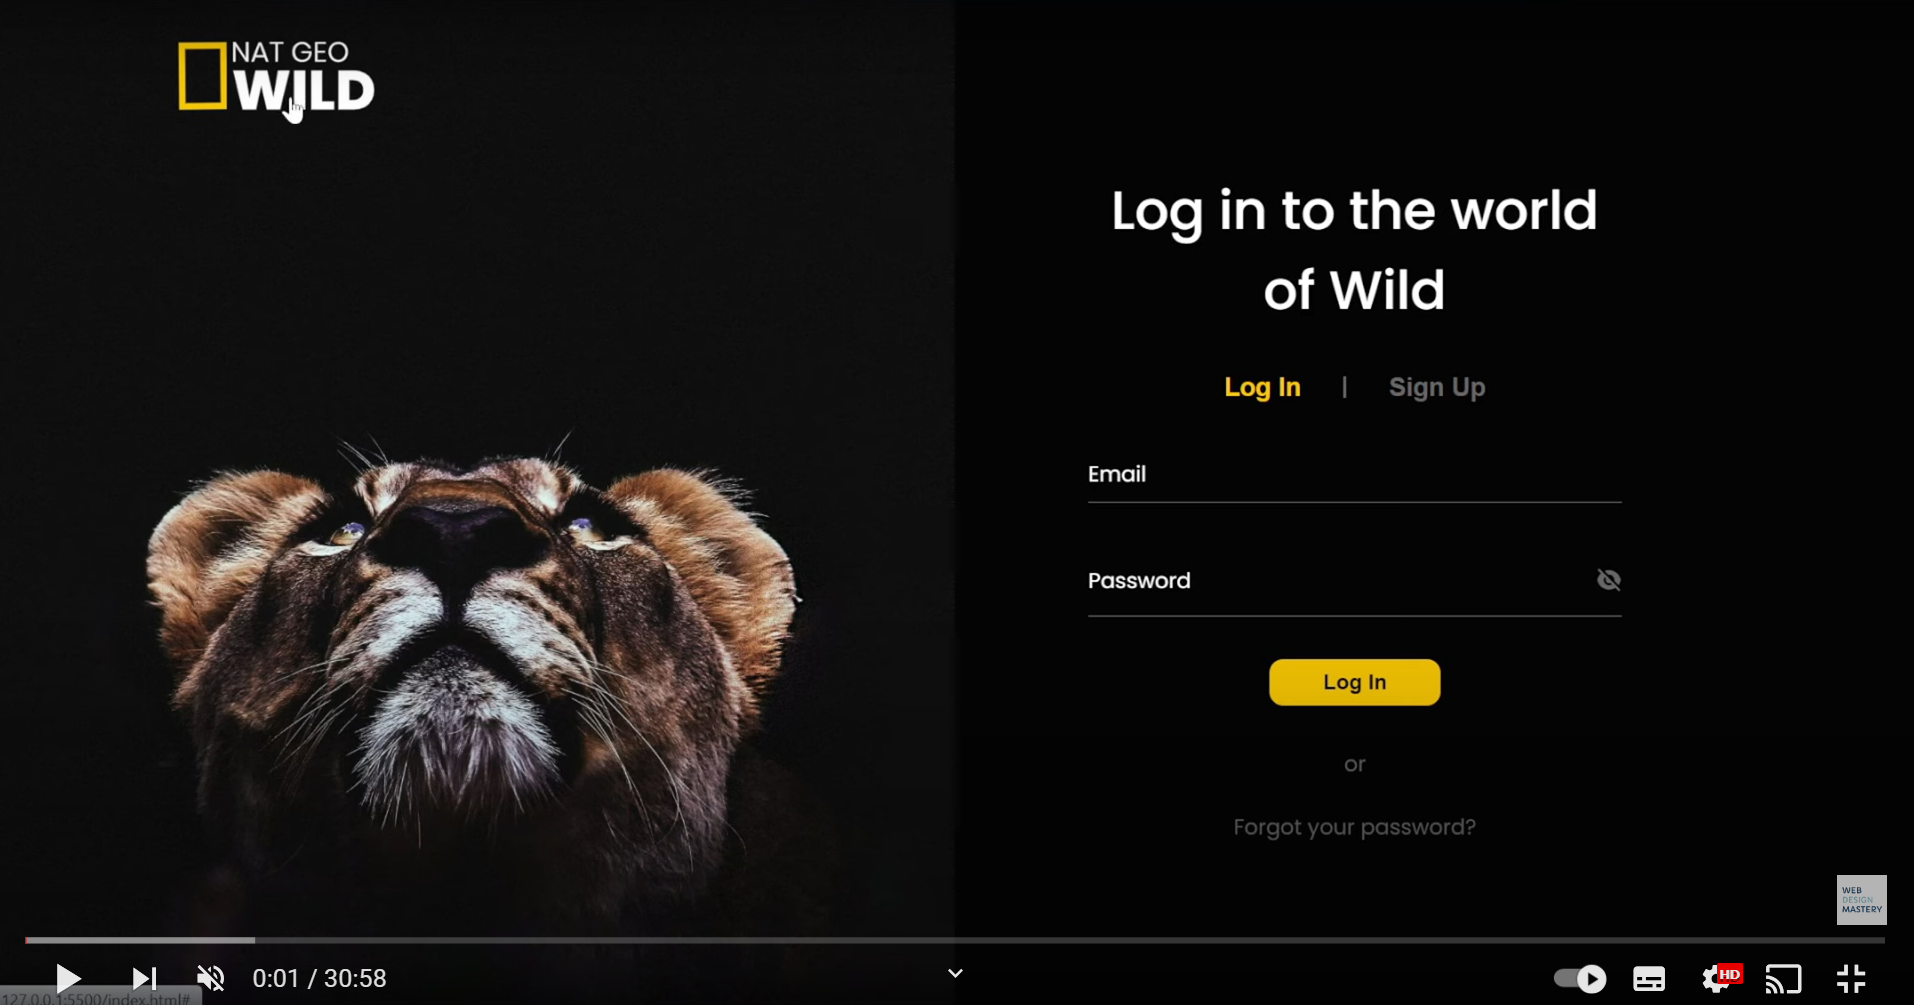 NAT GEO
WILD
Log in to the world
of Wild
Log In | Sign Up
Email
Password
Log In
or
Forgot your password?
WEB
DESIGN
MASTERY
0:01 / 30:58
HD
127.0.0.1:5500/index.html#